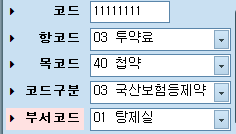 코드 11111111
항코드 03 투약료
목코드 40 첩약
코드구분 03 국산보험등재약
부서코드 01 탕제실